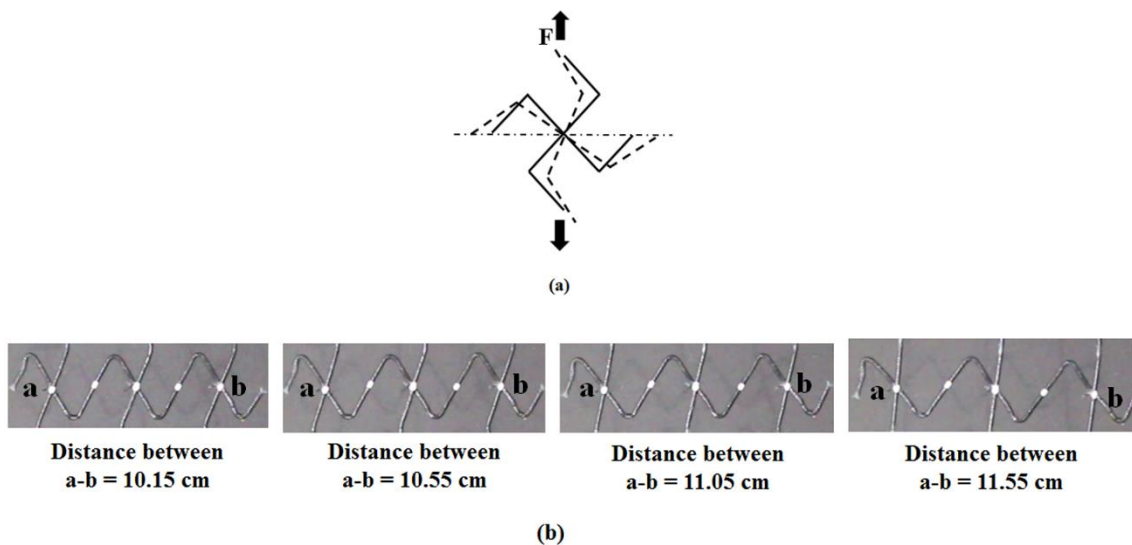 F
(a)
a b
a b
a b
a b
Distance between
a-b = 10.15 cm
Distance between
a-b = 10.55 cm
Distance between
a-b = 11.05 cm
Distance between
a-b = 11.55 cm
(b)